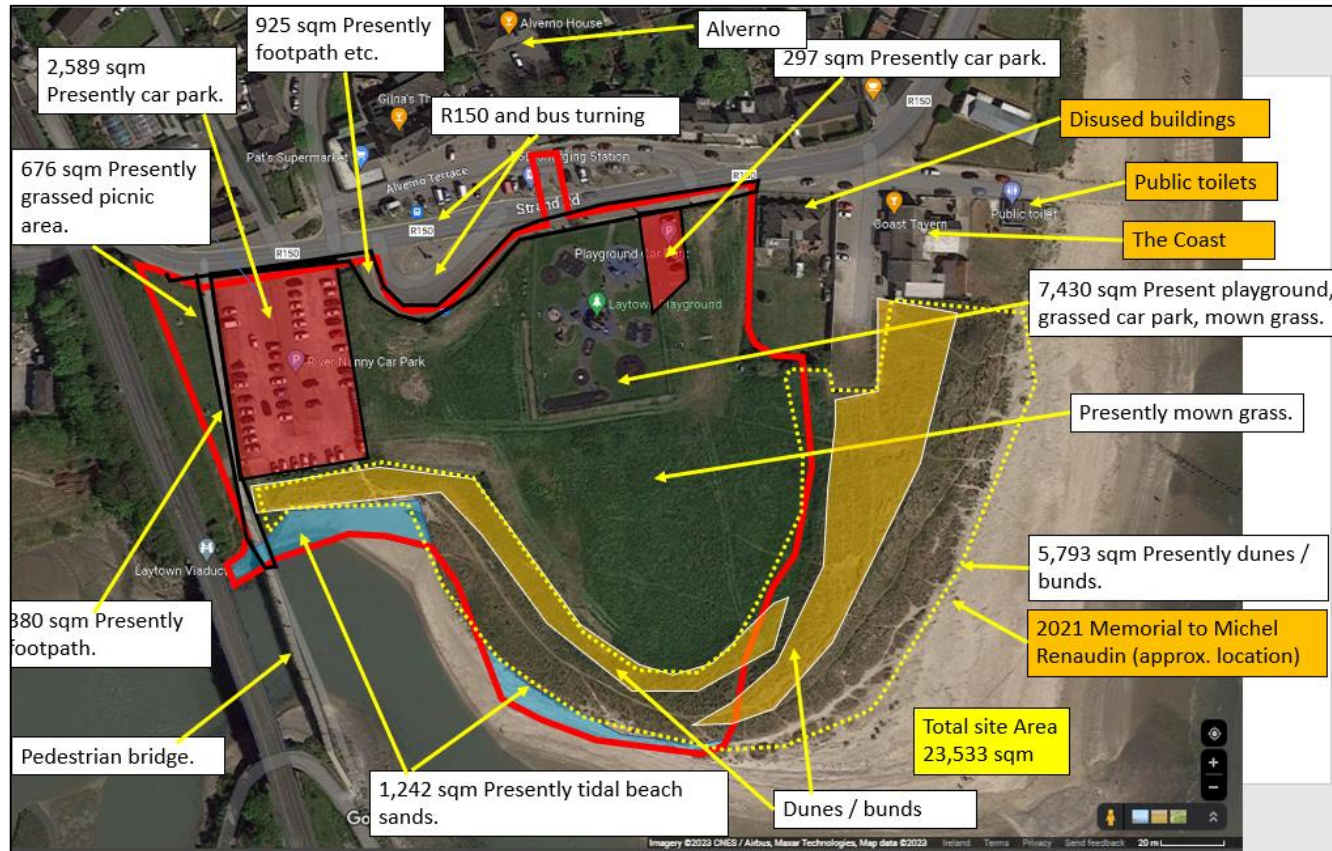 925 sqm Presently
footpath etc.
Alverno House
Alverno
297 sqm Presently car park.
2,589 sqm
Presently car park.
R150 and bus turning
R150
Disused buildings
Pat's Supermarket
Alverno Terrace
Strand Rd
R150
676 sqm Presently
grassed picnic
area.
Public toilets
Coast Tavern
Public toilet
The Coast
R150
R150
Laytown Playground
7,430 sqm Present playground,
grassed car park, mown grass.
River Nanny Car Park
Presently mown grass.
Laytown Viaduct
5,793 sqm Presently dunes /
bunds.
380 sqm Presently
footpath.
2021 Memorial to Michel
Renaudin (approx. location)
Total site Area
23,533 sqm
Pedestrian bridge.
1,242 sqm Presently tidal beach
sands.
Dunes / bunds
Imagery ©2023 CNES / Airbus, Maxar Technologies, Map data ©2023 Ireland Terms Privacy Send feedback 20 m